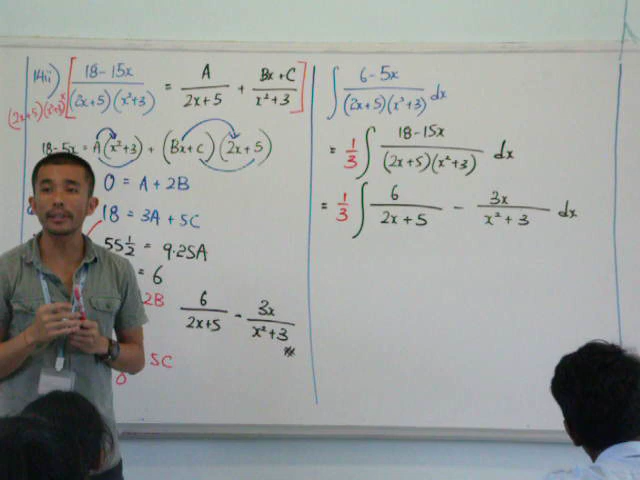 14ii) [ 18-15x / (2x+5)(x²+3) = A / 2x+5 + Bx+C / x²+3 ]
(2x+5)(x²+3) x
18-5x = A(x²+3) + (Bx+C)(2x+5)
0 = A + 2B
18 = 3A + 5C
55½ = 9.25A
= 6
2B
6 / 2x+5 - 3x / x²+3
5C
0
∫ 6-5x / (2x+5)(x²+3) dx
= 1/3 ∫ 18-15x / (2x+5)(x²+3) dx
= 1/3 ∫ 6 / 2x+5 - 3x / x²+3 dx